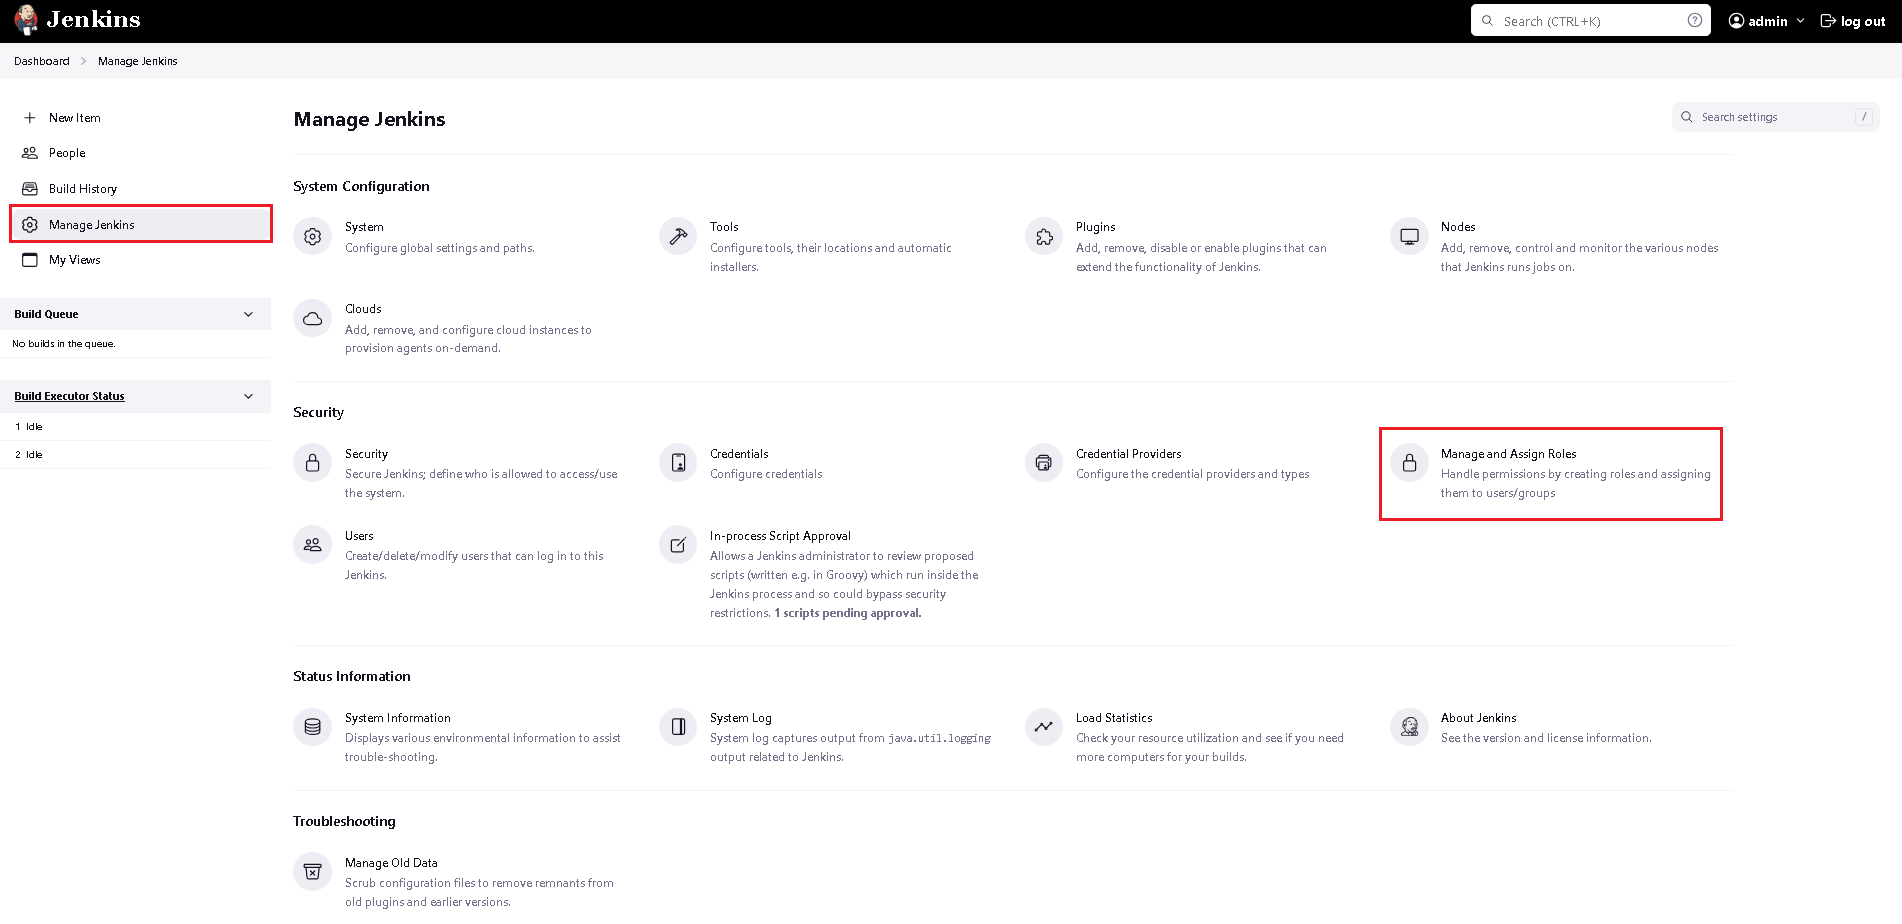 Jenkins
Search (CTRL+K)
admin
log out
Dashboard
Manage Jenkins
New Item
People
Build History
Manage Jenkins
My Views
Build Queue
No builds in the queue.
Build Executor Status
1 Idle
2 Idle
Manage Jenkins
Search settings
/
System Configuration
System
Configure global settings and paths.
Tools
Configure tools, their locations and automatic
installers.
Plugins
Add, remove, disable or enable plugins that can
extend the functionality of Jenkins.
Nodes
Add, remove, control and monitor the various nodes
that Jenkins runs jobs on.
Clouds
Add, remove, and configure cloud instances to
provision agents on-demand.
Security
Security
Secure Jenkins; define who is allowed to access/use
the system.
Credentials
Configure credentials
Credential Providers
Configure the credential providers and types
Manage and Assign Roles
Handle permissions by creating roles and assigning
them to users/groups
Users
Create/delete/modify users that can log in to this
Jenkins.
In-process Script Approval
Allows a Jenkins administrator to review proposed
scripts (written e.g. in Groovy) which run inside the
Jenkins process and so could bypass security
restrictions. 1 scripts pending approval.
Status Information
System Information
Displays various environmental information to assist
trouble-shooting.
System Log
System log captures output from java.util.logging
output related to Jenkins.
Load Statistics
Check your resource utilization and see if you need
more computers for your builds.
About Jenkins
See the version and license information.
Troubleshooting
Manage Old Data
Scrub configuration files to remove remnants from
old plugins and earlier versions.